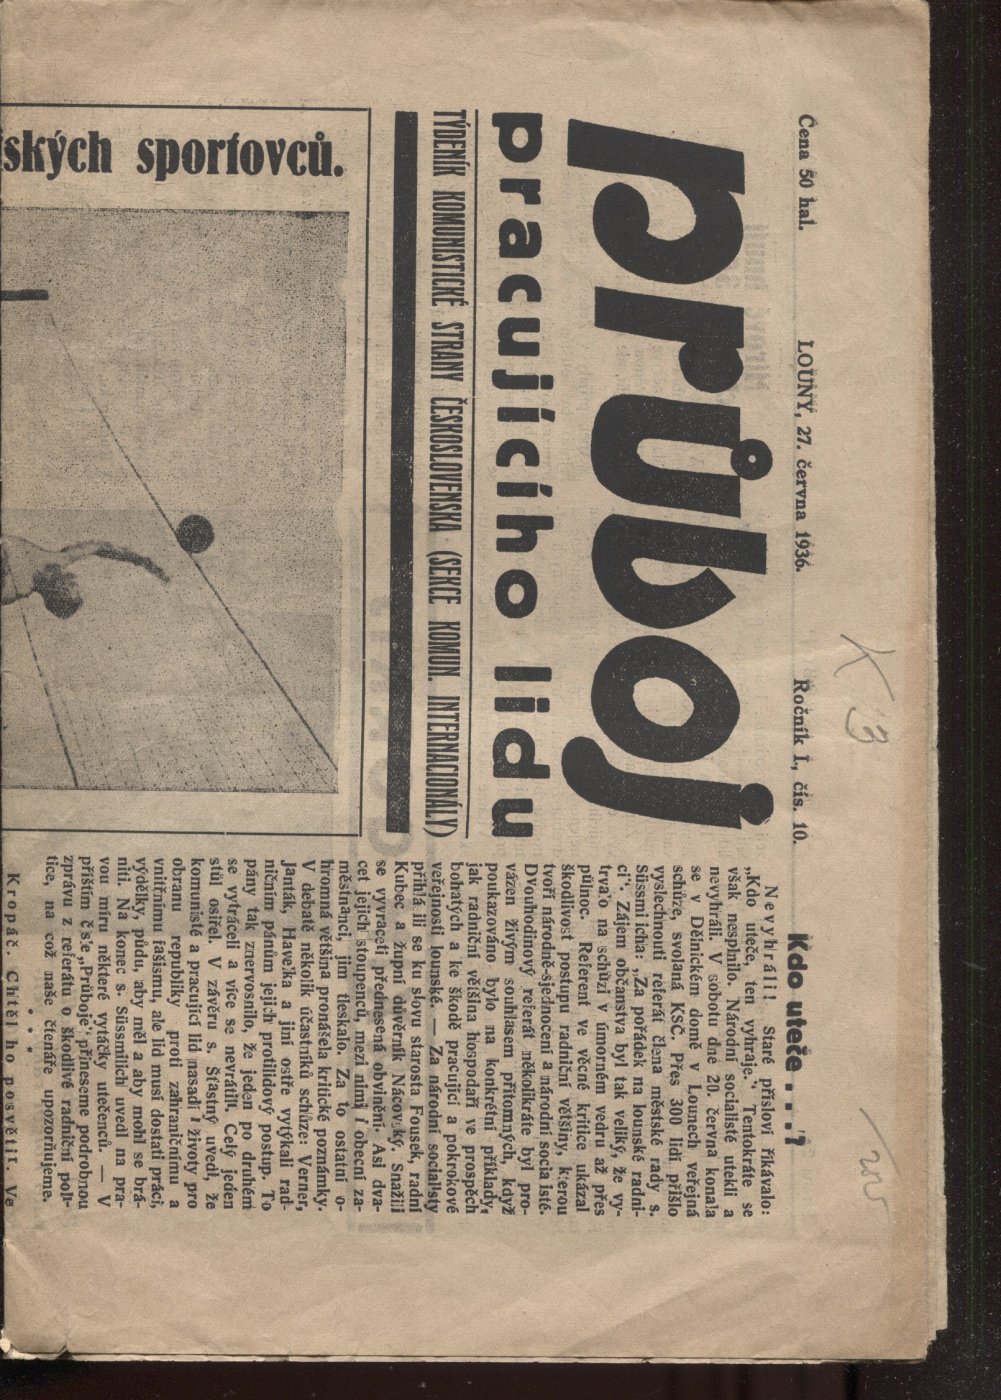 Čena 50 hal. LOUNY, 27. června 1936. Ročník I., čís. 10.
průboj
pracujícího lidu
TÝDENÍK KOMUNISTICKÉ STRANY ČESKOSLOVENSKA (SEKCE KOMUN. INTERNACIONÁLY)
ských sportovců.
Kdo uteče . . . ?
Nevyhráli! Staré přísloví říkávalo:
„Kdo uteče, ten vyhraje.“ Tentokráte se
však nesplnilo. Národní socialisté utekli a
nevyhráli. V sobotu dne 20. června konala
se v Dělnickém domě v Lounech veřejná
schůze, svolaná KSČ. Přes 300 lidí přišlo
vyslechnouti referát člena městské rady s.
Süssmilcha: „Za pořádek na lounské radni-
ci“. Zájem občanstva byl tak veliký, že vy-
trvalo na schůzi v úmorném vedru až přes
půlnoc. Referent ve věcné kritice ukázal
škodlivost postupu radniční většiny, kterou
tvoří národně-sjednocení a národní socialisté.
Dvouhodinový referát několikráte byl pro-
vázen živým souhlasem přítomných, když
poukazováno bylo na konkrétní příklady,
jak radniční většina hospodaří ve prospěch
bohatých a ke škodě pracující a pokrokové
veřejnosti lounské. — Za národní socialisty
přihlásili se ku slovu starosta Fousek, radní
Kubec a župní důvěrník Nácovský. Snažili
se vyvraceti přednesená obvinění. Asi dva-
cet jejich stoupenců, mezi nimi i obecní za-
městnanci, jim tleskalo. Za to ostatní o-
hromná většina pronášela kritické poznámky.
V debatě několik účastníků schůze: Verner,
Janták, Havelka a jiní ostře vytýkali rad-
ničním pánům jejich protilidový postup. To
pány tak znervosnilo, že jeden po druhém
se vytráceli a více se nevrátili. Celý jeden
stůl osiřel. V závěru s. Šťastný uvedl, že
komunisté a pracující lid nasadí i životy pro
obranu republiky proti zahraničnímu a
vnitřnímu fašismu, ale lid musí dostati práci,
výdělky, půdu, aby měl a aby mohl se brá-
niti. Na konec s. Süssmilch uvedl na pra-
vou míru některé vytáčky utečenců. — V
příštím čísle „Průboje“ přineseme podrobnou
zprávu z referátu o škodlivé radniční poli-
tice, na což naše čtenáře upozorňujeme.
* * *
Kropáč. Chtěl ho posvětit. Ve